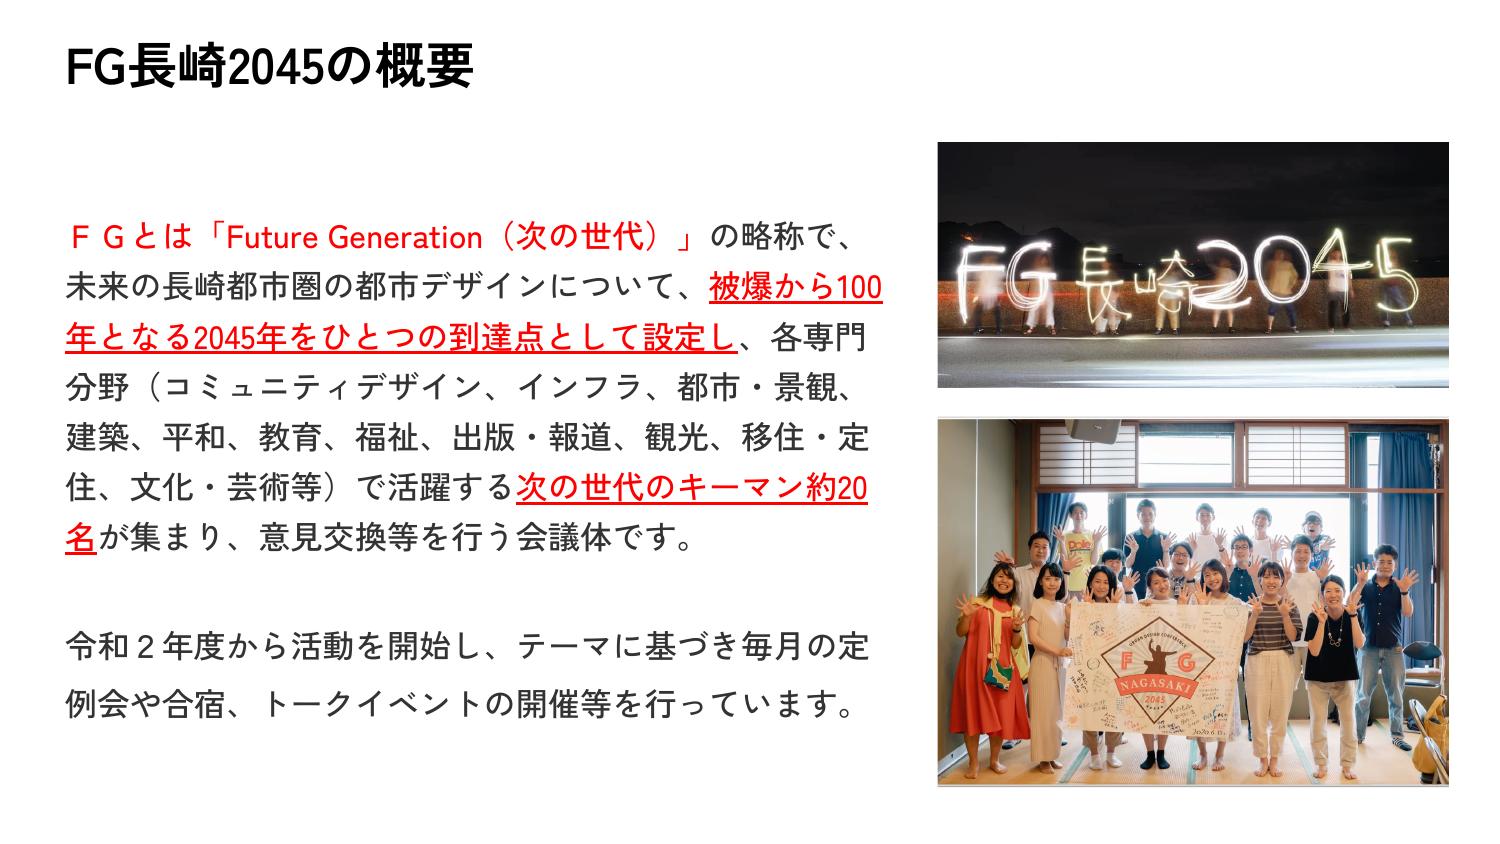 FG長崎2045の概要
ＦＧとは「Future Generation（次の世代）」の略称で、
未来の長崎都市圏の都市デザインについて、被爆から100
年となる2045年をひとつの到達点として設定し、各専門
分野（コミュニティデザイン、インフラ、都市・景観、
建築、平和、教育、福祉、出版・報道、観光、移住・定
住、文化・芸術等）で活躍する次の世代のキーマン約20
名が集まり、意見交換等を行う会議体です。
令和２年度から活動を開始し、テーマに基づき毎月の定
例会や合宿、トークイベントの開催等を行っています。
FG長崎2045
URBAN DESIGN CONFERENCE
F G
NAGASAKI
2045